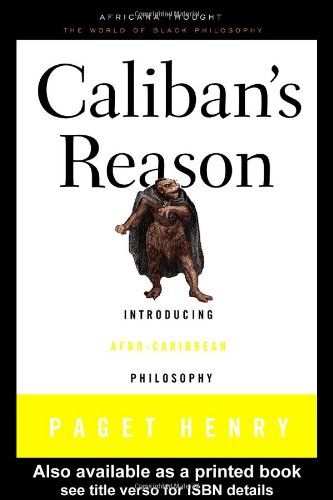 AFRICANA THOUGHT
THE WORLD OF BLACK PHILOSOPHY
Caliban's
Reason
INTRODUCING
AFRO-CARIBBEAN
PHILOSOPHY
PAGET HENRY
Also available as a printed book
see title verso for ISBN details